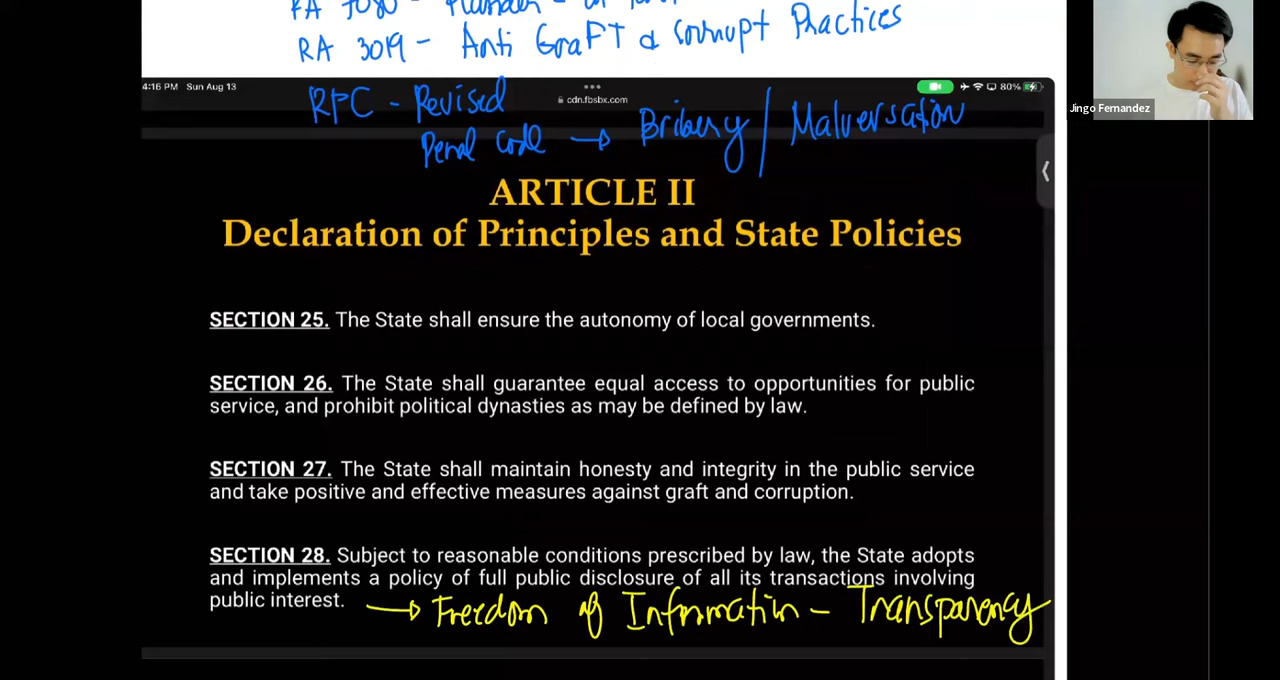 RA 7080 - Plunder -
RA 3019 - Anti Graft & Corrupt Practices
4:16 PM Sun Aug 13
80%
cdn.fbsbx.com
Jingo Fernandez
RPC - Revised
Penal Code → Bribery / Malversation
ARTICLE II
Declaration of Principles and State Policies
SECTION 25. The State shall ensure the autonomy of local governments.
SECTION 26. The State shall guarantee equal access to opportunities for public
service, and prohibit political dynasties as may be defined by law.
SECTION 27. The State shall maintain honesty and integrity in the public service
and take positive and effective measures against graft and corruption.
SECTION 28. Subject to reasonable conditions prescribed by law, the State adopts
and implements a policy of full public disclosure of all its transactions involving
public interest. → Freedom of Information - Transparency